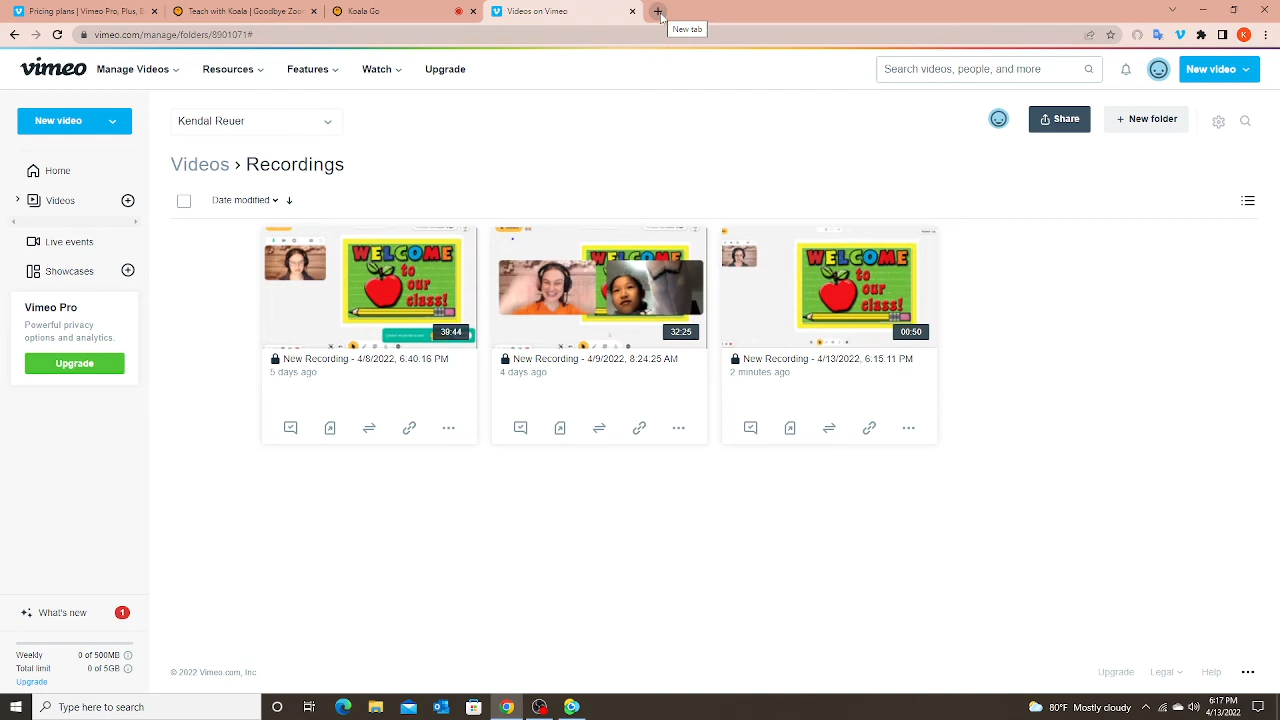 Pricing plans | Vimeo Pro, Plus,
Tech with Koala | Goodbye Zoo
Koala Go
Videos on Vimeo
New tab
vimeo.com/manage/folders/8901071#
K
vimeo
Manage Videos
Resources
Features
Watch
Upgrade
Search videos, people, and more
New video
New video
Home
Videos
Live events
Showcases
Vimeo Pro
Powerful privacy
options and analytics.
Upgrade
What's new
1
Weekly
0 of 500MB
Total limit
0 of 5GB
Upgrade
Kendal Reuer
Share
+ New folder
Videos › Recordings
Date modified
WELCOME
to
our
class!
39:44
New Recording - 4/8/2022, 6:40:16 PM
5 days ago
WELCOME
32:25
New Recording - 4/9/2022, 8:24:25 AM
4 days ago
WELCOME
to
our
class!
00:50
New Recording - 4/13/2022, 6:15:11 PM
2 minutes ago
© 2022 Vimeo.com, Inc.
Upgrade
Legal
Help
Type here to search
80°F Mostly cloudy
6:17 PM
4/13/2022